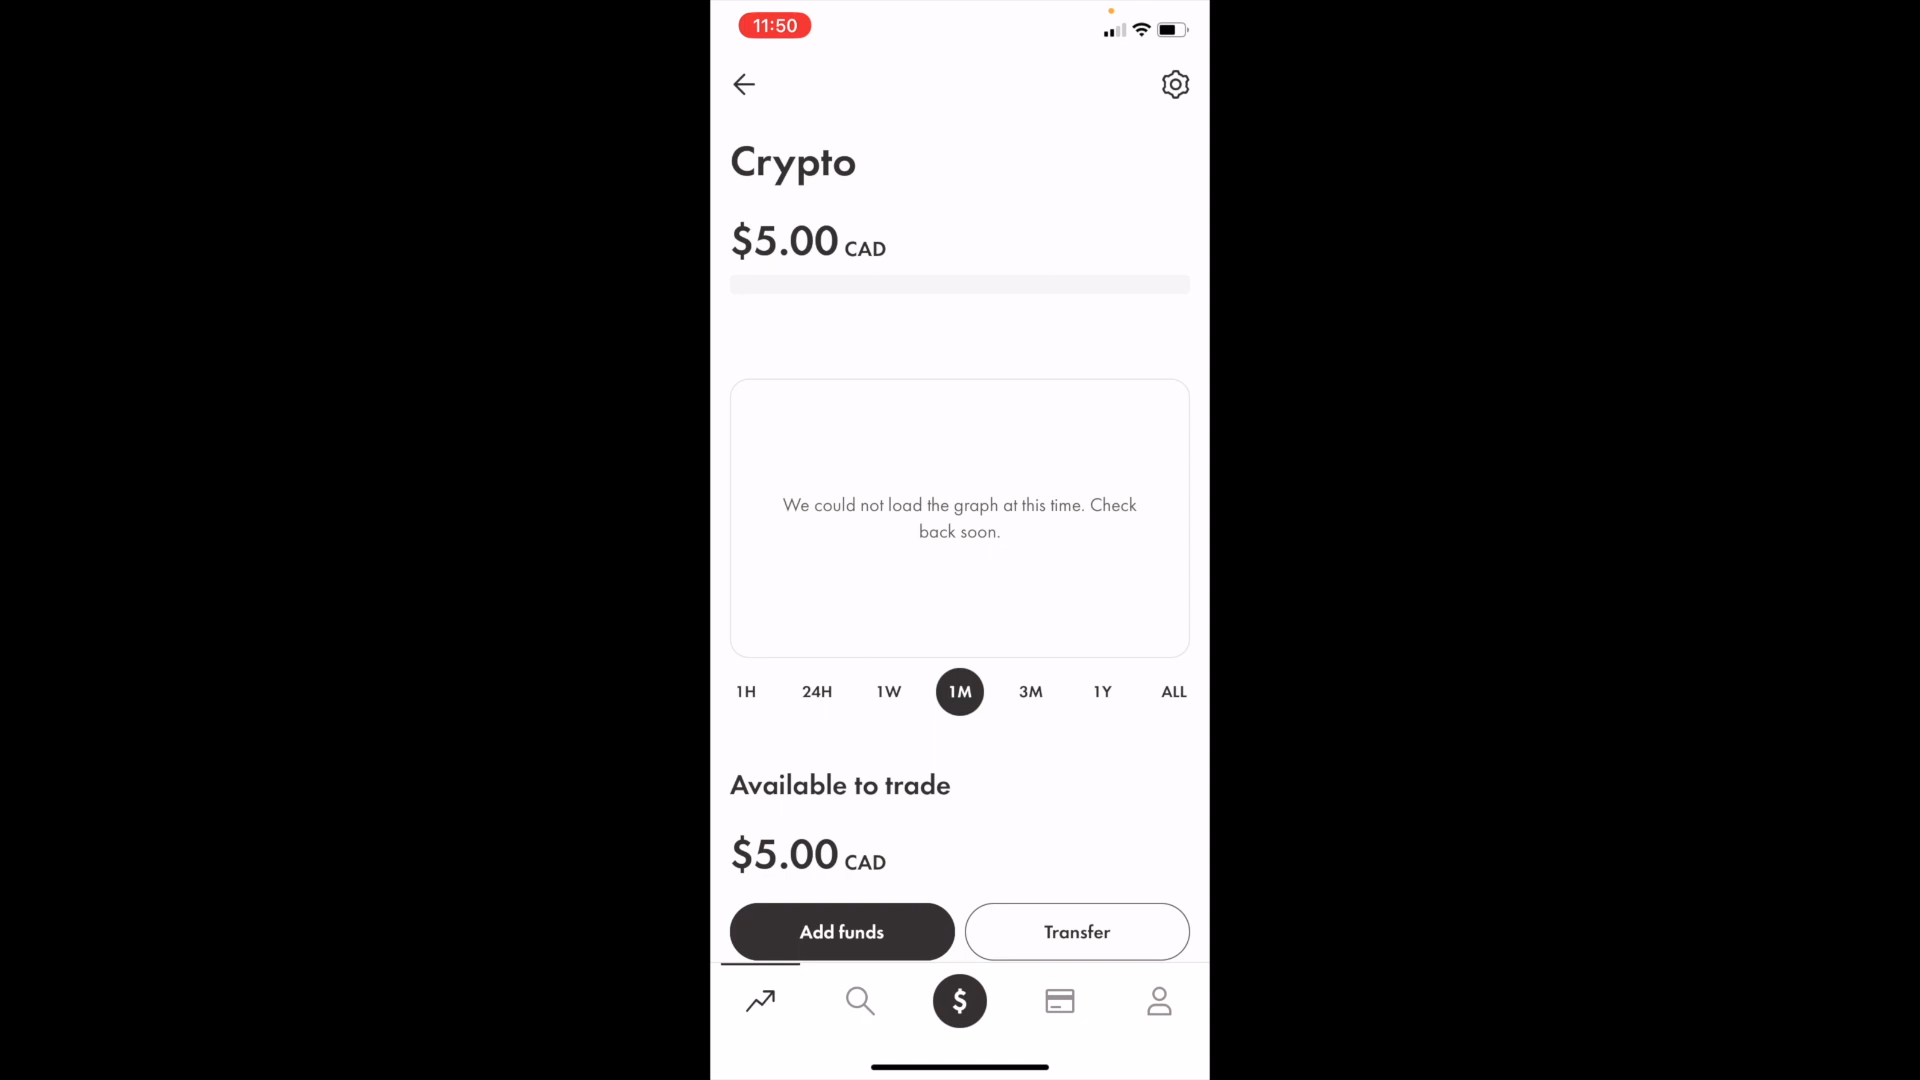 11:50
Crypto
$5.00 CAD
We could not load the graph at this time. Check
back soon.
1H 24H 1W 1M 3M 1Y ALL
Available to trade
$5.00 CAD
Add funds Transfer
$